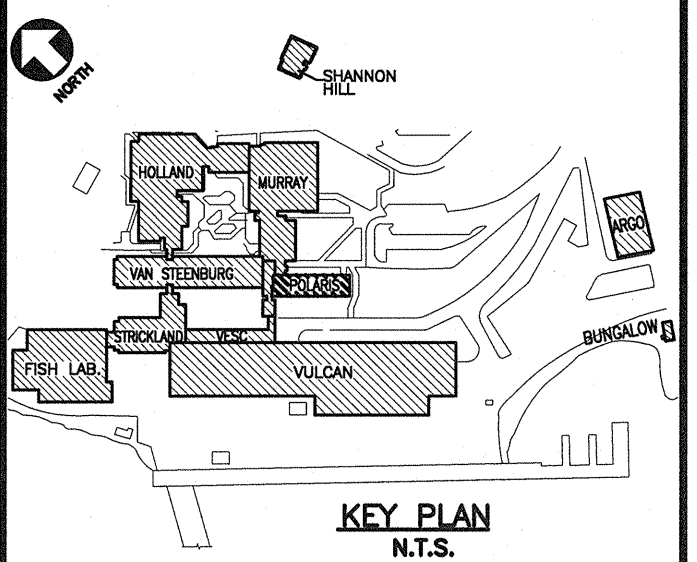 NORTH
SHANNON
HILL
HOLLAND
MURRAY
ARGO
VAN STEENBURG
POLARIS
STRICKLAND
VESC
BUNGALOW
FISH LAB.
VULCAN
KEY PLAN
N.T.S.